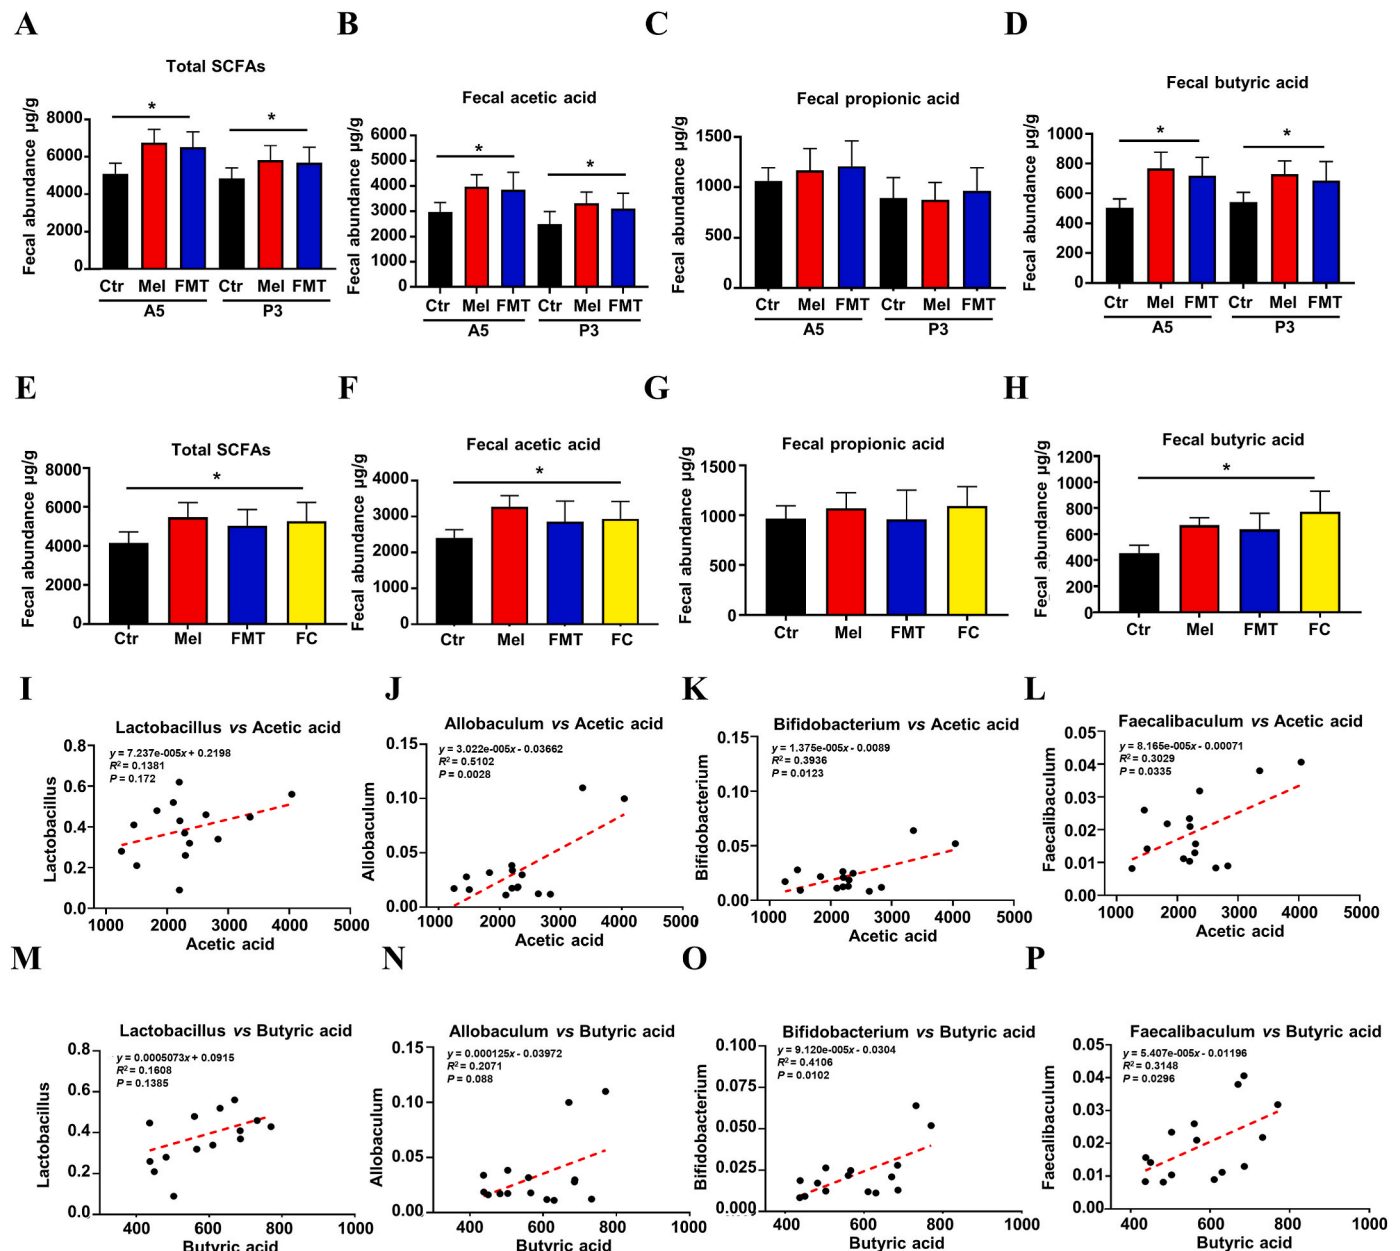 A
Total SCFAs
Fecal abundance µg/g
8000
6000
4000
2000
0
*
*
Ctr Mel FMT Ctr Mel FMT
A5 P3
B
Fecal acetic acid
Fecal abundance µg/g
6000
5000
4000
3000
2000
1000
0
*
*
Ctr Mel FMT Ctr Mel FMT
A5 P3
C
Fecal propionic acid
Fecal abundance µg/g
1500
1000
500
0
Ctr Mel FMT Ctr Mel FMT
A5 P3
D
Fecal butyric acid
Fecal abundance µg/g
1000
800
600
400
200
0
*
*
Ctr Mel FMT Ctr Mel FMT
A5 P3
E
Total SCFAs
Fecal abundance µg/g
8000
6000
4000
2000
0
*
Ctr Mel FMT FC
F
Fecal acetic acid
Fecal abundance µg/g
4000
3000
2000
1000
0
*
Ctr Mel FMT FC
G
Fecal propionic acid
Fecal abundance µg/g
1500
1000
500
0
Ctr Mel FMT FC
H
Fecal butyric acid
Fecal abundance µg/g
1200
1000
800
600
400
200
0
*
Ctr Mel FMT FC
I
Lactobacillus vs Acetic acid
y = 7.237e-005x + 0.2198
R² = 0.1381
P = 0.172
Lactobacillus
0.8
0.6
0.4
0.2
0.0
1000 2000 3000 4000 5000
Acetic acid
J
Allobaculum vs Acetic acid
y = 3.022e-005x - 0.03662
R² = 0.5102
P = 0.0028
Allobaculum
0.15
0.10
0.05
0.00
1000 2000 3000 4000 5000
Acetic acid
K
Bifidobacterium vs Acetic acid
y = 1.375e-005x - 0.0089
R² = 0.3936
P = 0.0123
Bifidobacterium
0.15
0.10
0.05
0.00
1000 2000 3000 4000 5000
Acetic acid
L
Faecalibaculum vs Acetic acid
y = 8.165e-005x - 0.00071
R² = 0.3029
P = 0.0335
Faecalibaculum
0.05
0.04
0.03
0.02
0.01
0.00
1000 2000 3000 4000 5000
Acetic acid
M
Lactobacillus vs Butyric acid
y = 0.0005073x + 0.0915
R² = 0.1608
P = 0.1385
Lactobacillus
0.8
0.6
0.4
0.2
0.0
400 600 800 1000
Butyric acid
N
Allobaculum vs Butyric acid
y = 0.000125x - 0.03972
R² = 0.2071
P = 0.088
Allobaculum
0.15
0.10
0.05
0.00
400 600 800 1000
Butyric acid
O
Bifidobacterium vs Butyric acid
y = 9.120e-005x - 0.0304
R² = 0.4106
P = 0.0102
Bifidobacterium
0.100
0.075
0.050
0.025
0.000
400 600 800 1000
Butyric acid
P
Faecalibaculum vs Butyric acid
y = 5.407e-005x - 0.01196
R² = 0.3148
P = 0.0296
Faecalibaculum
0.05
0.04
0.03
0.02
0.01
0.00
400 600 800 1000
Butyric acid